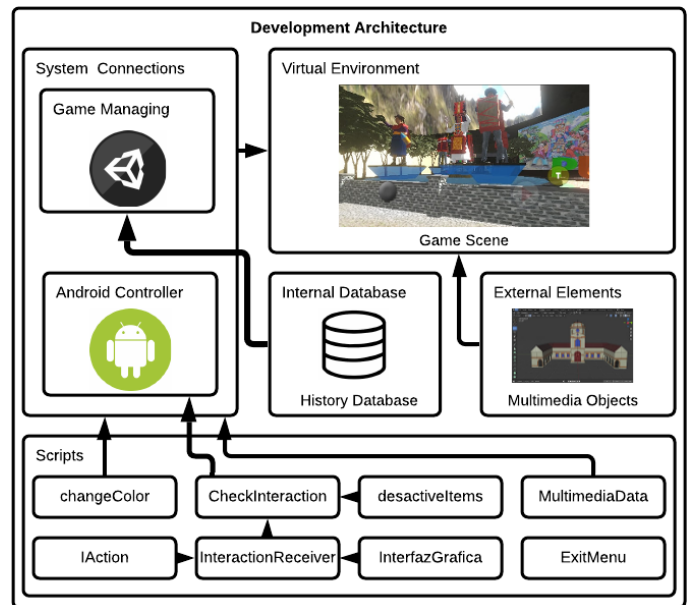 Development Architecture
System Connections
Game Managing
Android Controller
Virtual Environment
Game Scene
Internal Database
History Database
External Elements
Multimedia Objects
Scripts
changeColor
CheckInteraction
desactiveItems
MultimediaData
IAction
InteractionReceiver
InterfazGrafica
ExitMenu